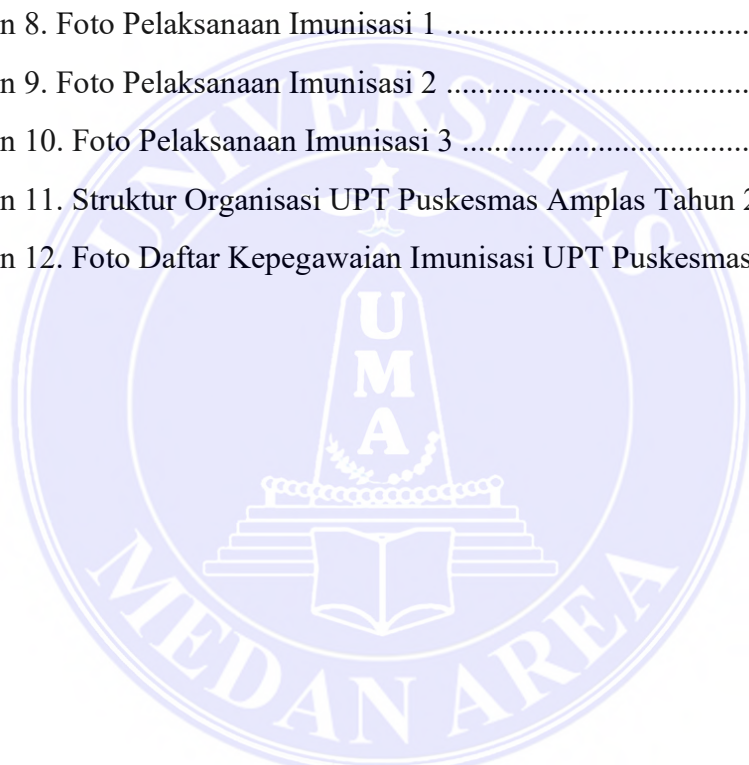 n 8. Foto Pelaksanaan Imunisasi 1 ........................................
n 9. Foto Pelaksanaan Imunisasi 2 ........................................
n 10. Foto Pelaksanaan Imunisasi 3 ......................................
n 11. Struktur Organisasi UPT Puskesmas Amplas Tahun 2
n 12. Foto Daftar Kepegawaian Imunisasi UPT Puskesmas
UNIVERSITAS
U
M
A
MEDAN AREA